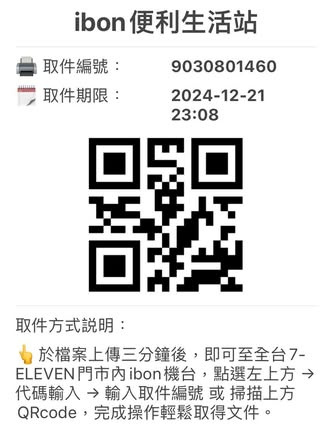 ibon便利生活站
取件編號：9030801460
取件期限：2024-12-21
23:08
取件方式說明：
👆於檔案上傳三分鐘後，即可至全台7-
ELEVEN門市內ibon機台，點選左上方→
代碼輸入→輸入取件編號 或 掃描上方
QRcode，完成操作輕鬆取得文件。